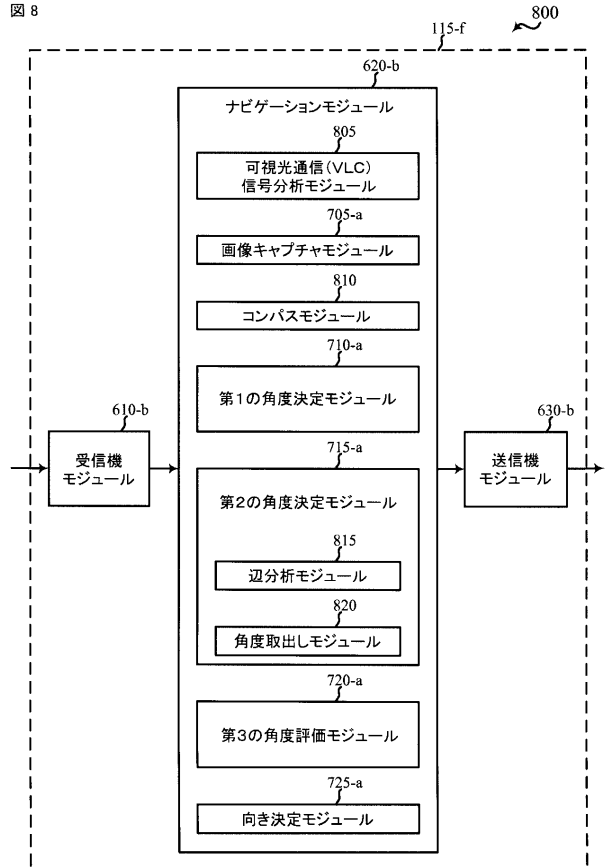 図8
800
115-f
620-b
ナビゲーションモジュール
805
可視光通信(VLC)
信号分析モジュール
705-a
画像キャプチャモジュール
810
コンパスモジュール
710-a
第1の角度決定モジュール
610-b
受信機
モジュール
715-a
第2の角度決定モジュール
815
辺分析モジュール
820
角度取出しモジュール
630-b
送信機
モジュール
720-a
第3の角度評価モジュール
725-a
向き決定モジュール